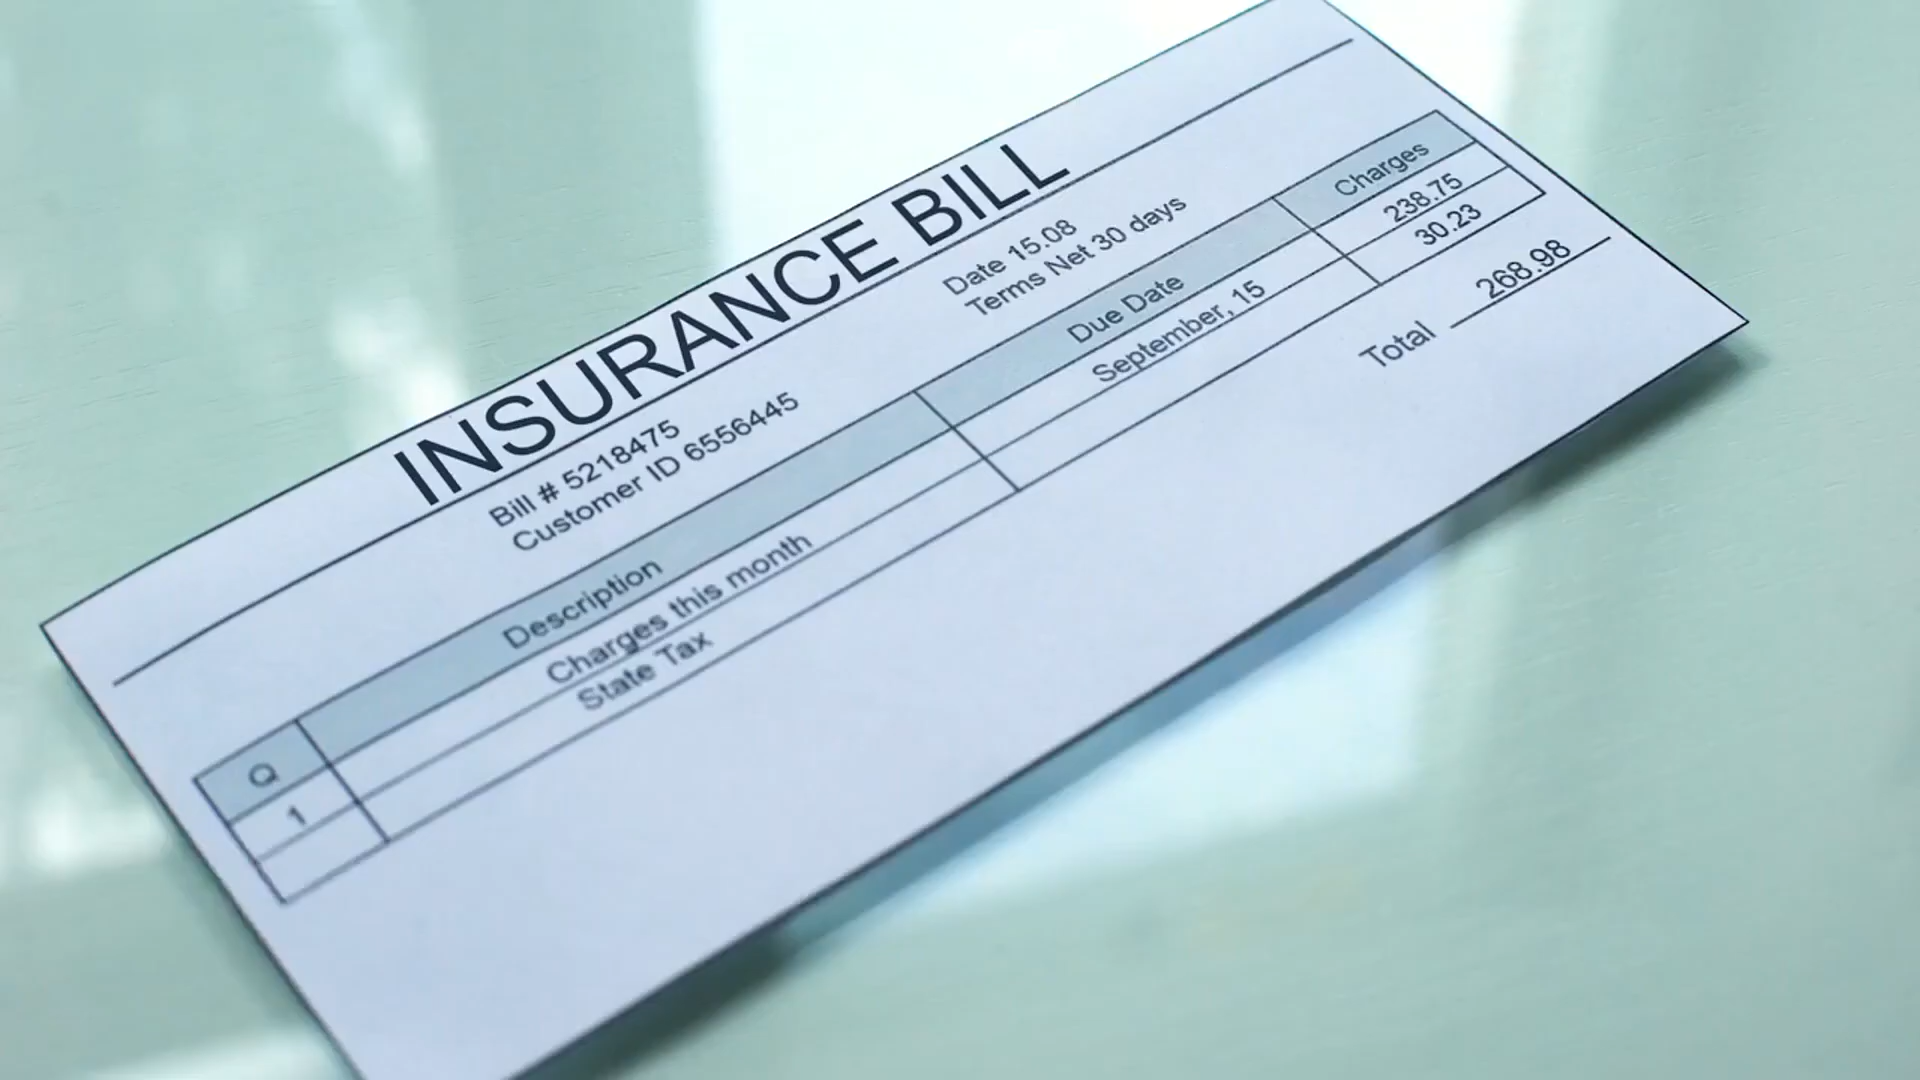 INSURANCE BILL
Bill # 5218475 Date 15.08
Customer ID 6556445 Terms Net 30 days
Q Description Due Date Charges
1 Charges this month September, 15 238.75
State Tax 30.23
Total 268.98